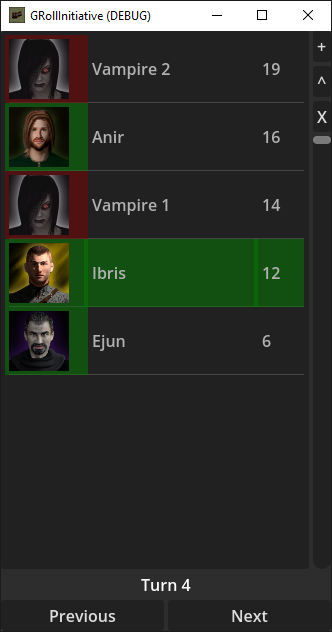 GRollInitiative (DEBUG)
Vampire 2 19
+
^
Anir 16
X
Vampire 1 14
Ibris 12
Ejun 6
Turn 4
Previous Next